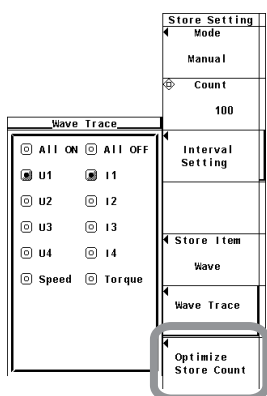 Store Setting
Mode
Manual
Count
100
Interval
Setting
Store Item
Wave
Wave Trace
Optimize
Store Count
Wave Trace
All ON All OFF
U1 I1
U2 I2
U3 I3
U4 I4
Speed Torque